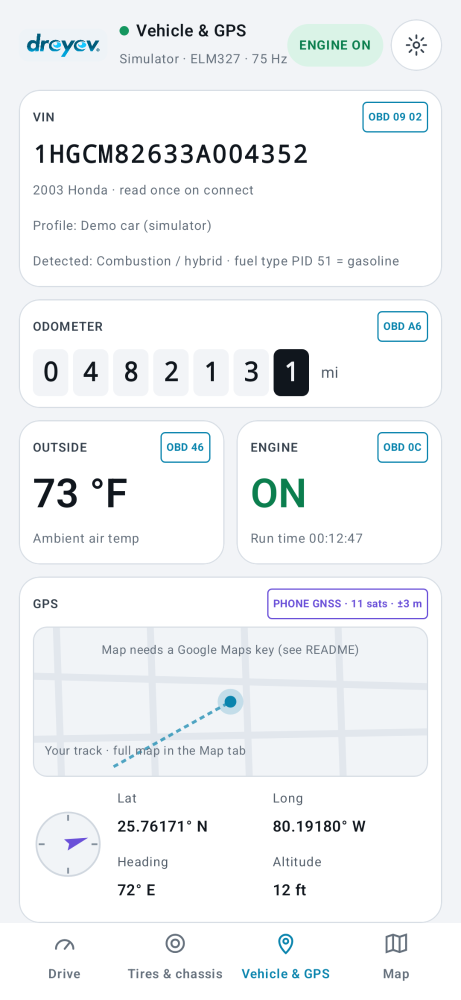 dreyev.
Vehicle & GPS
Simulator · ELM327 · 75 Hz
ENGINE ON
VIN
OBD 09 02
1HGCM82633A004352
2003 Honda · read once on connect
Profile: Demo car (simulator)
Detected: Combustion / hybrid · fuel type PID 51 = gasoline
ODOMETER
OBD A6
0 4 8 2 1 3 1 mi
OUTSIDE
OBD 46
73 °F
Ambient air temp
ENGINE
OBD 0C
ON
Run time 00:12:47
GPS
PHONE GNSS · 11 sats · ±3 m
Map needs a Google Maps key (see README)
Your track · full map in the Map tab
Lat
25.76171° N
Long
80.19180° W
Heading
72° E
Altitude
12 ft
Drive
Tires & chassis
Vehicle & GPS
Map